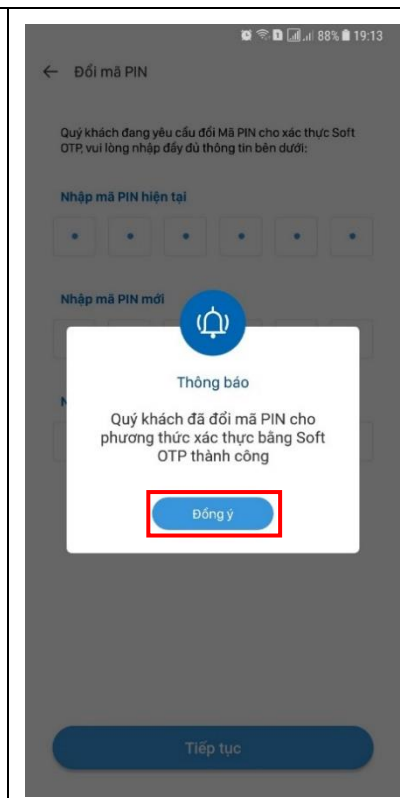 88% 19:13
Đổi mã PIN
Quý khách đang yêu cầu đổi Mã PIN cho xác thực Soft
OTP, vui lòng nhập đầy đủ thông tin bên dưới:
Nhập mã PIN hiện tại
Nhập mã PIN mới
Thông báo
Quý khách đã đổi mã PIN cho
phương thức xác thực bằng Soft
OTP thành công
Đồng ý
Tiếp tục